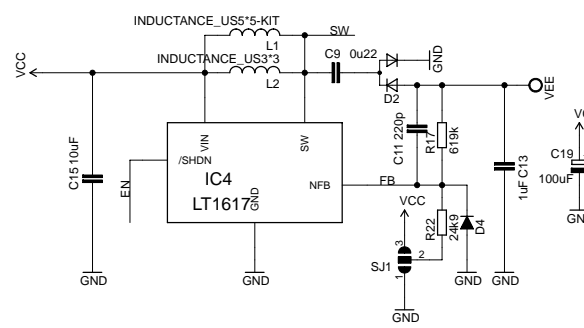 INDUCTANCE_US5*5-KIT
SW
L1
INDUCTANCE_US3*3
C9 0u22
L2
GND
VCC
D2
VEE
VIN
SW
C11 220p
R17
619k
C15 10uF
/SHDN
EN
IC4
LT1617
GND
NFB
FB
1uF C13
C19
100uF
GND
VCC
R22
24k9
D4
SJ1
3
2
1
GND
GND
GND
GND
GND